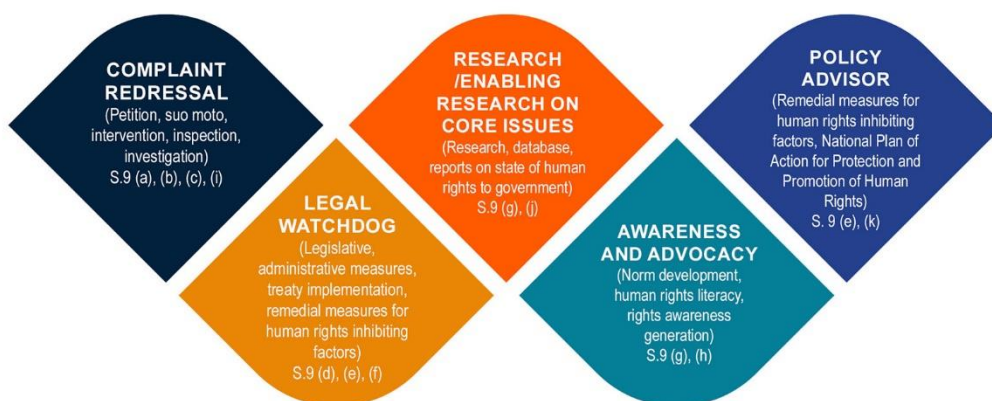 COMPLAINT
REDRESSAL
(Petition, suo moto,
intervention, inspection,
investigation)
S.9 (a), (b), (c), (i)
LEGAL
WATCHDOG
(Legislative,
administrative measures,
treaty implementation,
remedial measures for
human rights inhibiting
factors)
S.9 (d), (e), (f)
RESEARCH
/ENABLING
RESEARCH ON
CORE ISSUES
(Research, database,
reports on state of human
rights to government)
S.9 (g), (j)
AWARENESS
AND ADVOCACY
(Norm development,
human rights literacy,
rights awareness
generation)
S.9 (g), (h)
POLICY
ADVISOR
(Remedial measures for
human rights inhibiting
factors, National Plan of
Action for Protection and
Promotion of Human
Rights)
S. 9 (e), (k)